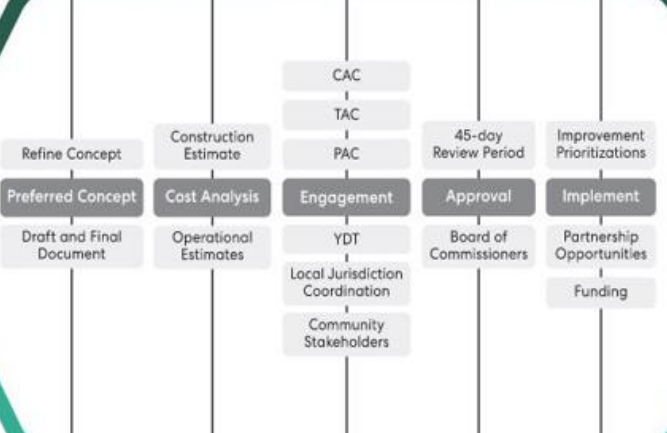 Refine Concept
Preferred Concept
Draft and Final
Document
Construction
Estimate
Cost Analysis
Operational
Estimates
CAC
TAC
PAC
Engagement
YDT
Local Jurisdiction
Coordination
Community
Stakeholders
45-day
Review Period
Approval
Board of
Commissioners
Improvement
Prioritizations
Implement
Partnership
Opportunities
Funding